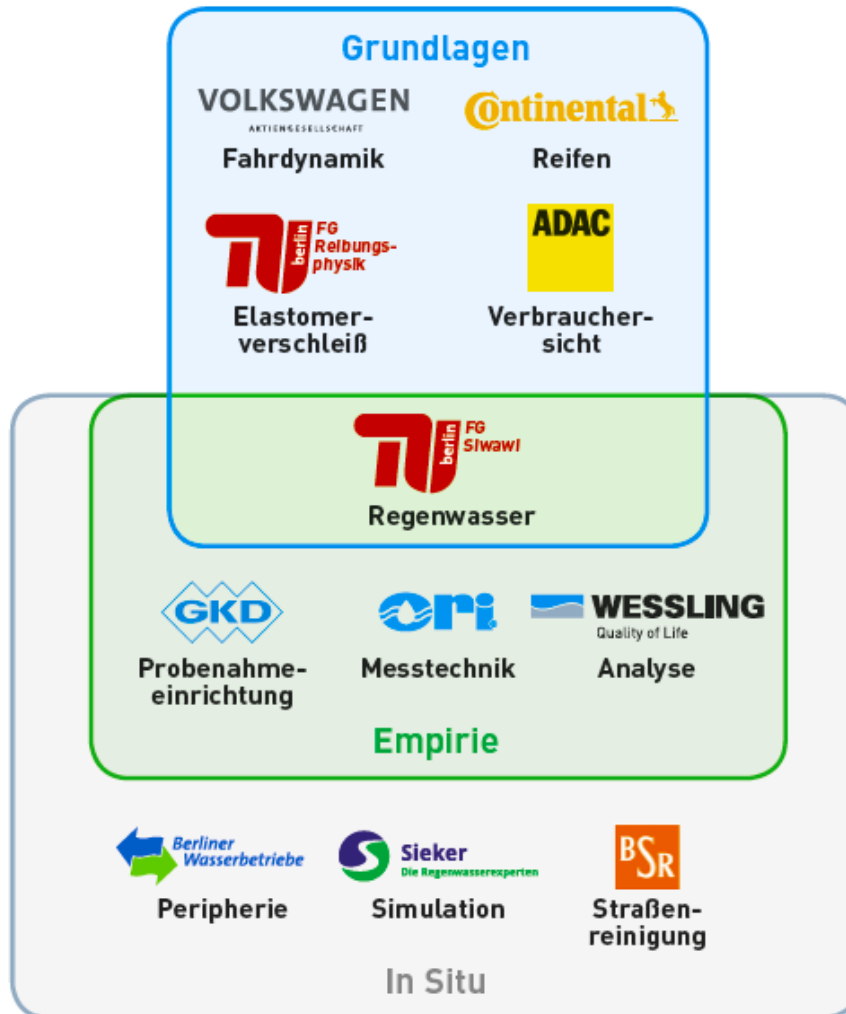 Grundlagen
VOLKSWAGEN
AKTIENGESELLSCHAFT
Fahrdynamik
Continental
Reifen
berlin
FG
Reibungs-
physik
Elastomer-
verschleiß
ADAC
Verbraucher-
sicht
berlin
FG
Siwawi
Regenwasser
GKD
Probenahme-
einrichtung
ori
Messtechnik
WESSLING
Quality of Life
Analyse
Empirie
Berliner
Wasserbetriebe
Peripherie
Sieker
Die Regenwasserexperten
Simulation
BSR
Straßen-
reinigung
In Situ